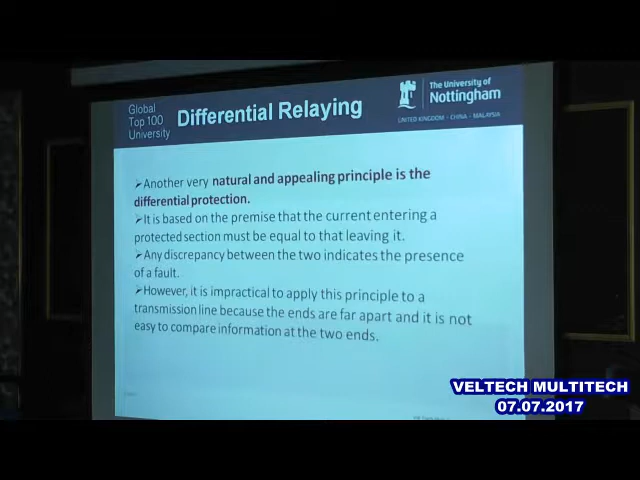 Global
Top 100
University
Differential Relaying
The University of
Nottingham
UNITED KINGDOM · CHINA · MALAYSIA
➢Another very natural and appealing principle is the
differential protection.
➢It is based on the premise that the current entering a
protected section must be equal to that leaving it.
➢Any discrepancy between the two indicates the presence
of a fault.
➢However, it is impractical to apply this principle to a
transmission line because the ends are far apart and it is not
easy to compare information at the two ends.
VELTECH MULTITECH
07.07.2017